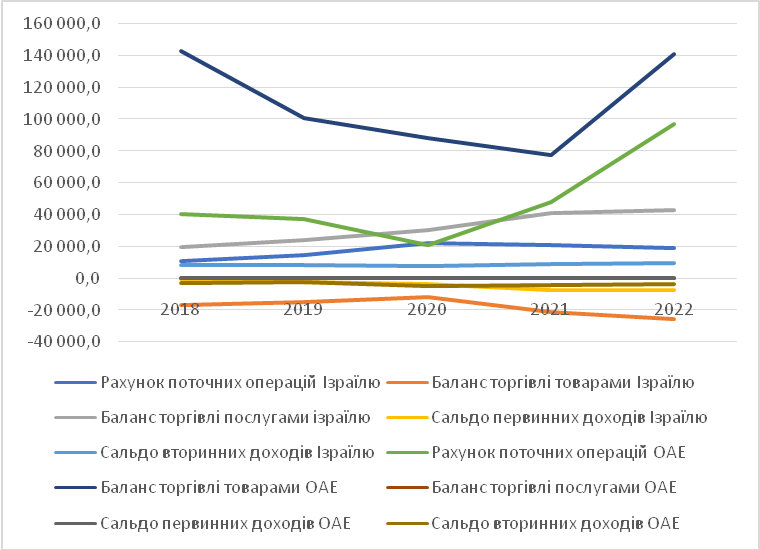 160 000,0
140 000,0
120 000,0
100 000,0
80 000,0
60 000,0
40 000,0
20 000,0
0,0
-20 000,0
-40 000,0
2018 2019 2020 2021 2022
Рахунок поточних операцій Ізраїлю Баланс торгівлі товарами Ізраїлю
Баланс торгівлі послугами ізраїлю Сальдо первинних доходів Ізраїлю
Сальдо вторинних доходів Ізраїлю Рахунок поточних операцій ОАЕ
Баланс торгівлі товарами ОАЕ Баланс торгівлі послугами ОАЕ
Сальдо первинних доходів ОАЕ Сальдо вторинних доходів ОАЕ